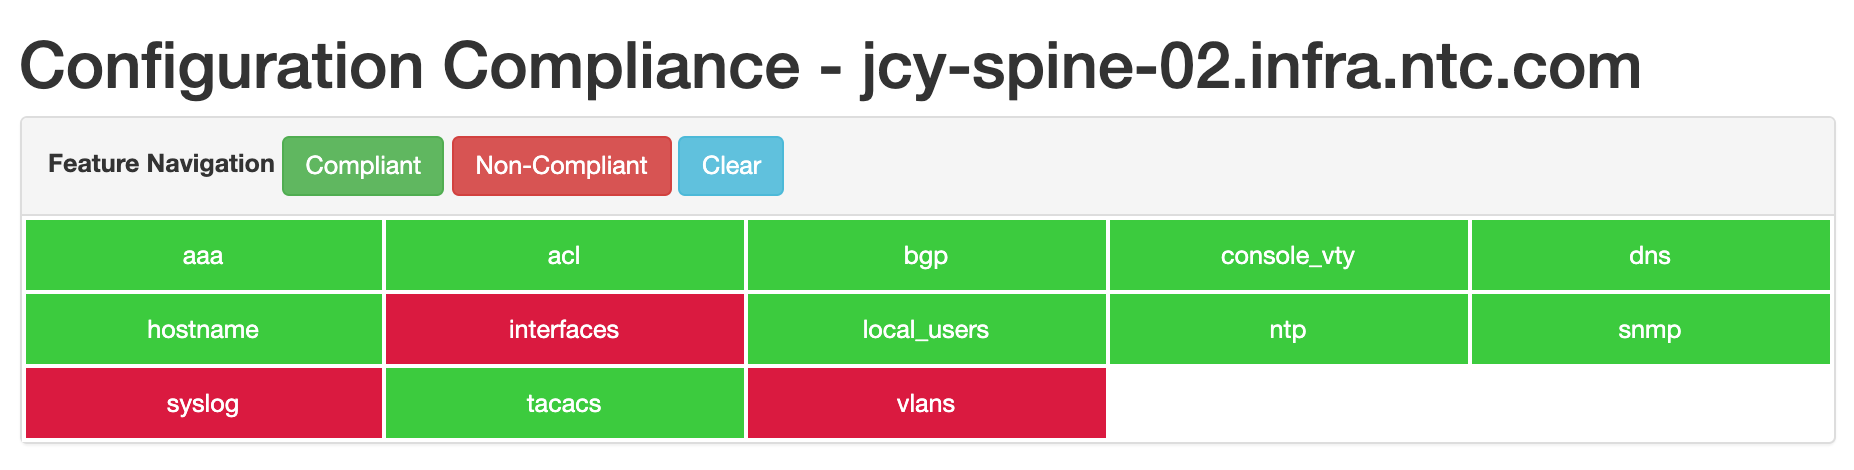 Configuration Compliance - jcy-spine-02.infra.ntc.com
Feature Navigation Compliant Non-Compliant Clear
aaa acl bgp console_vty dns
hostname interfaces local_users ntp snmp
syslog tacacs vlans